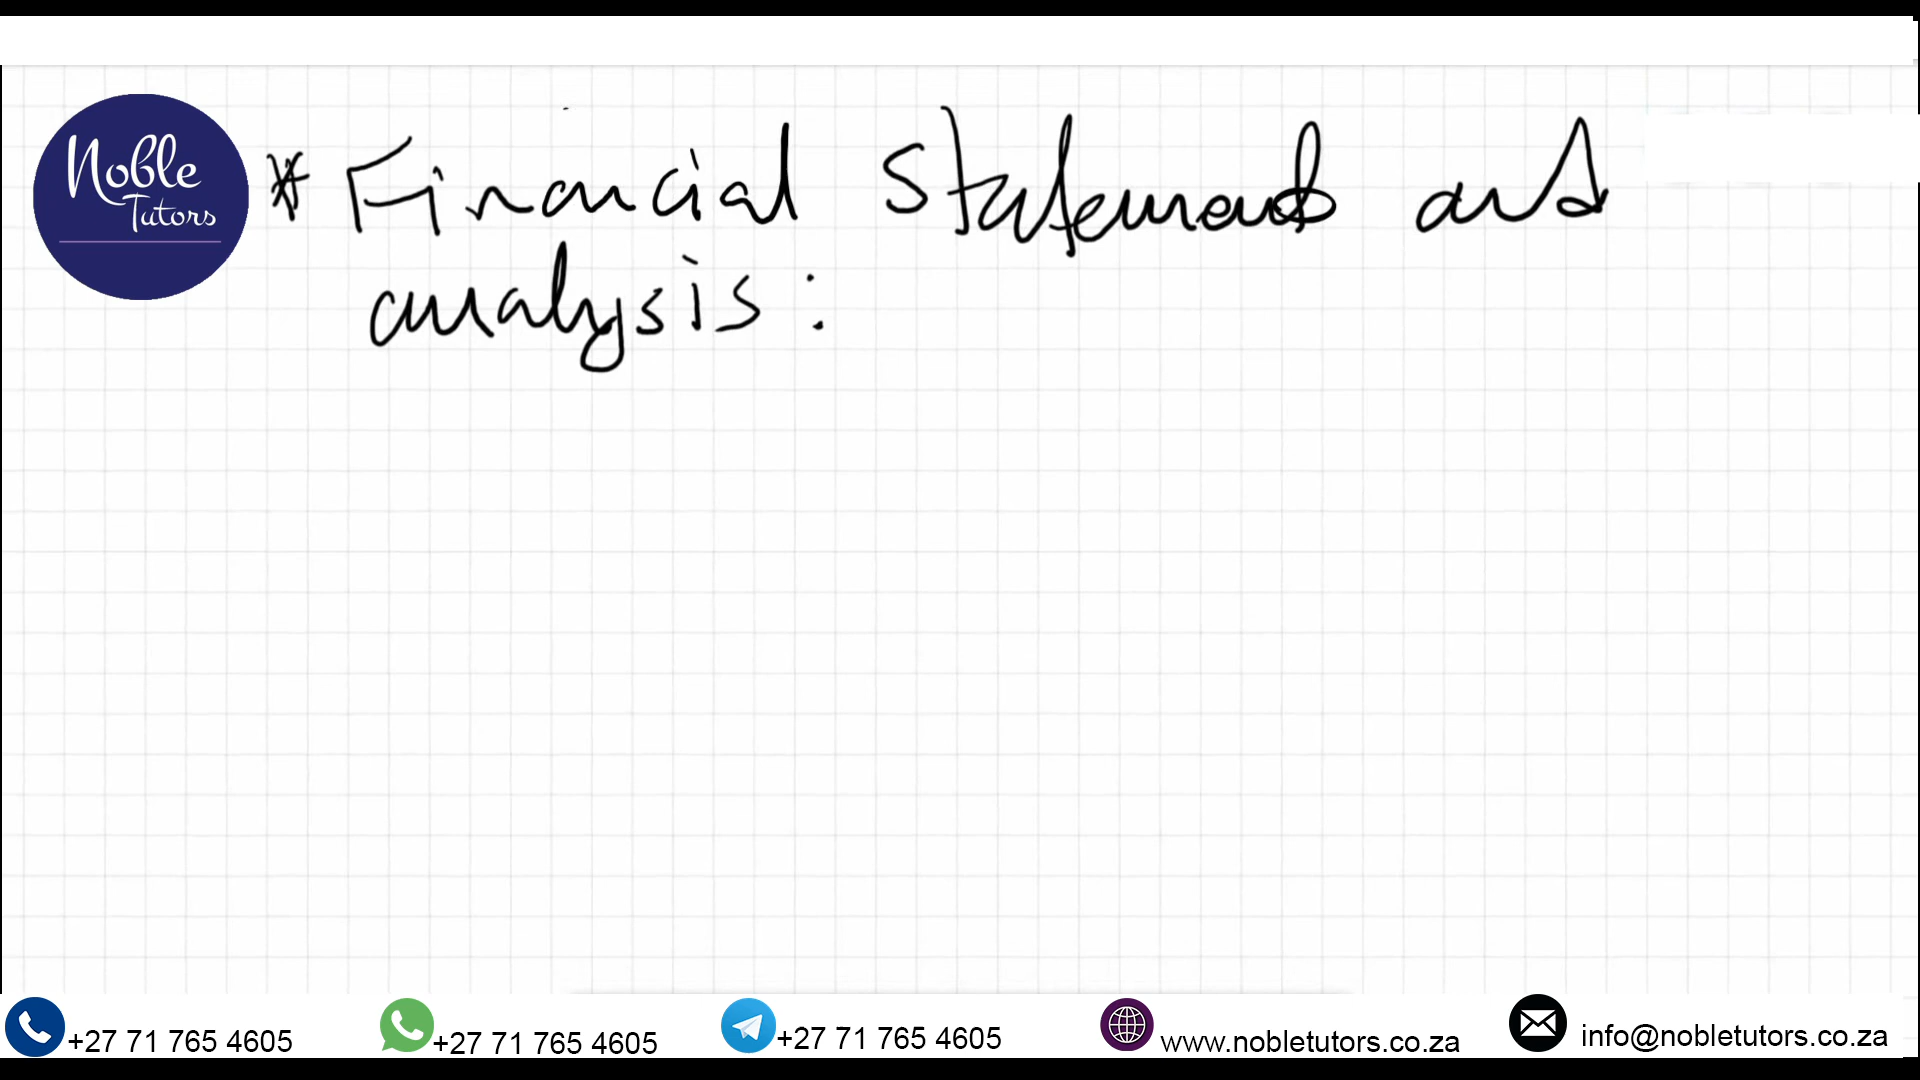 Noble
Tutors
* Financial Statements and
analysis:
+27 71 765 4605
+27 71 765 4605
+27 71 765 4605
www.nobletutors.co.za
info@nobletutors.co.za